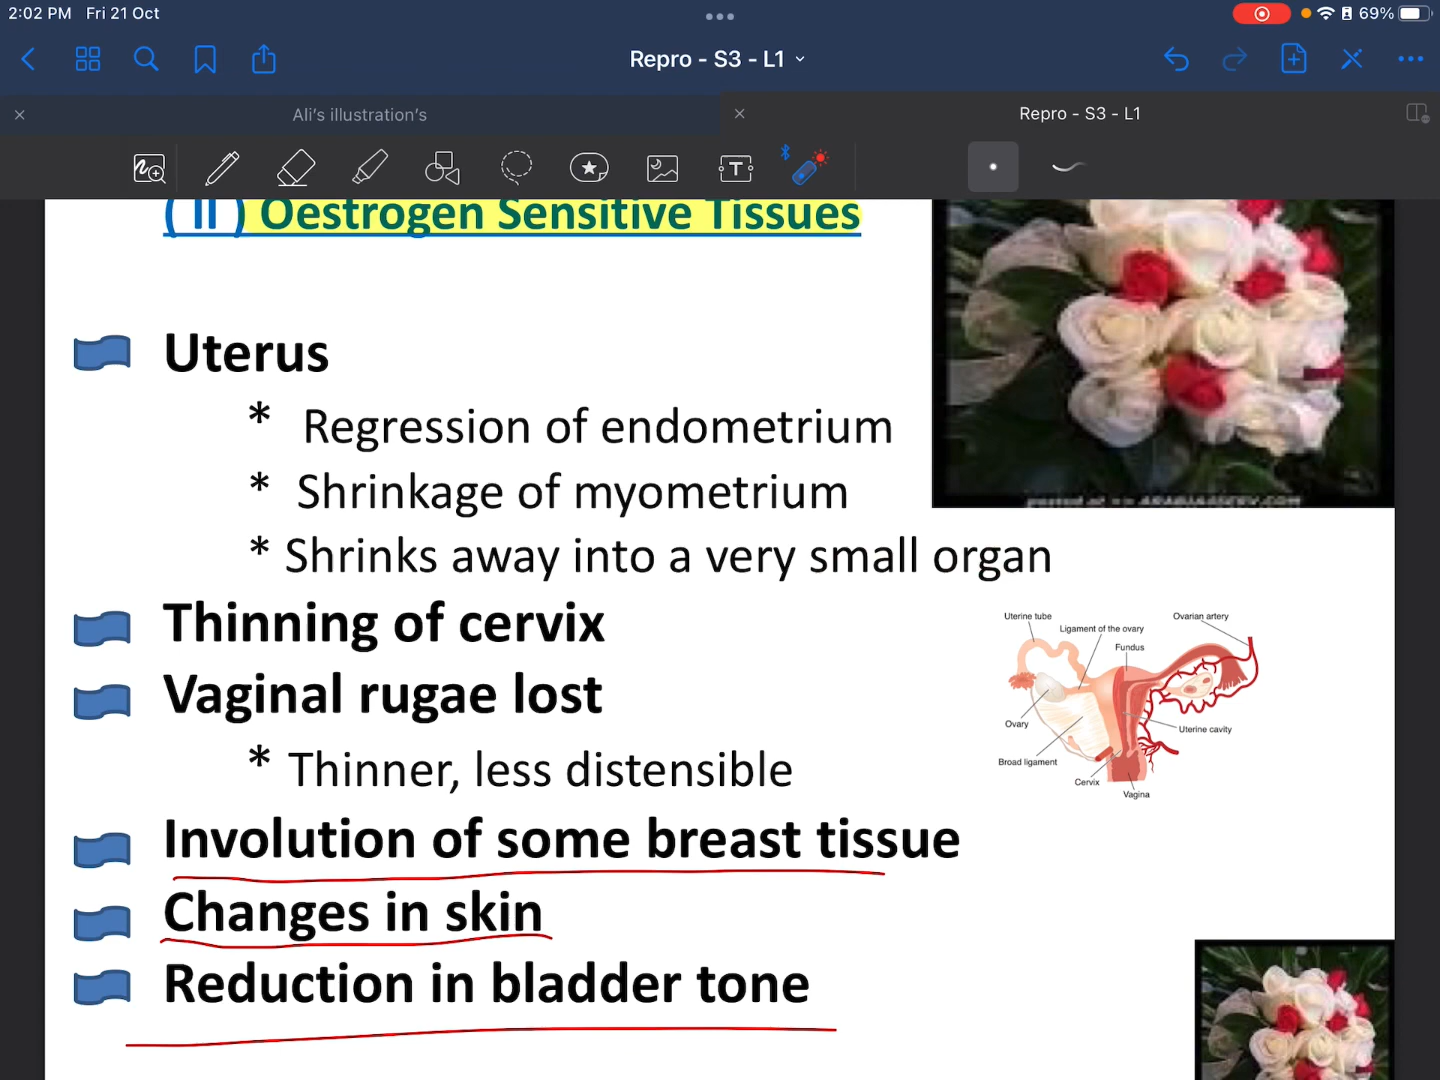 2:02 PM Fri 21 Oct
69%
Repro - S3 - L1
Ali's illustration's
Repro - S3 - L1
( II ) Oestrogen Sensitive Tissues
Uterus
* Regression of endometrium
* Shrinkage of myometrium
* Shrinks away into a very small organ
Thinning of cervix
Vaginal rugae lost
* Thinner, less distensible
Involution of some breast tissue
Changes in skin
Reduction in bladder tone
Uterine tube
Ligament of the ovary
Fundus
Ovarian artery
Ovary
Uterine cavity
Broad ligament
Cervix
Vagina